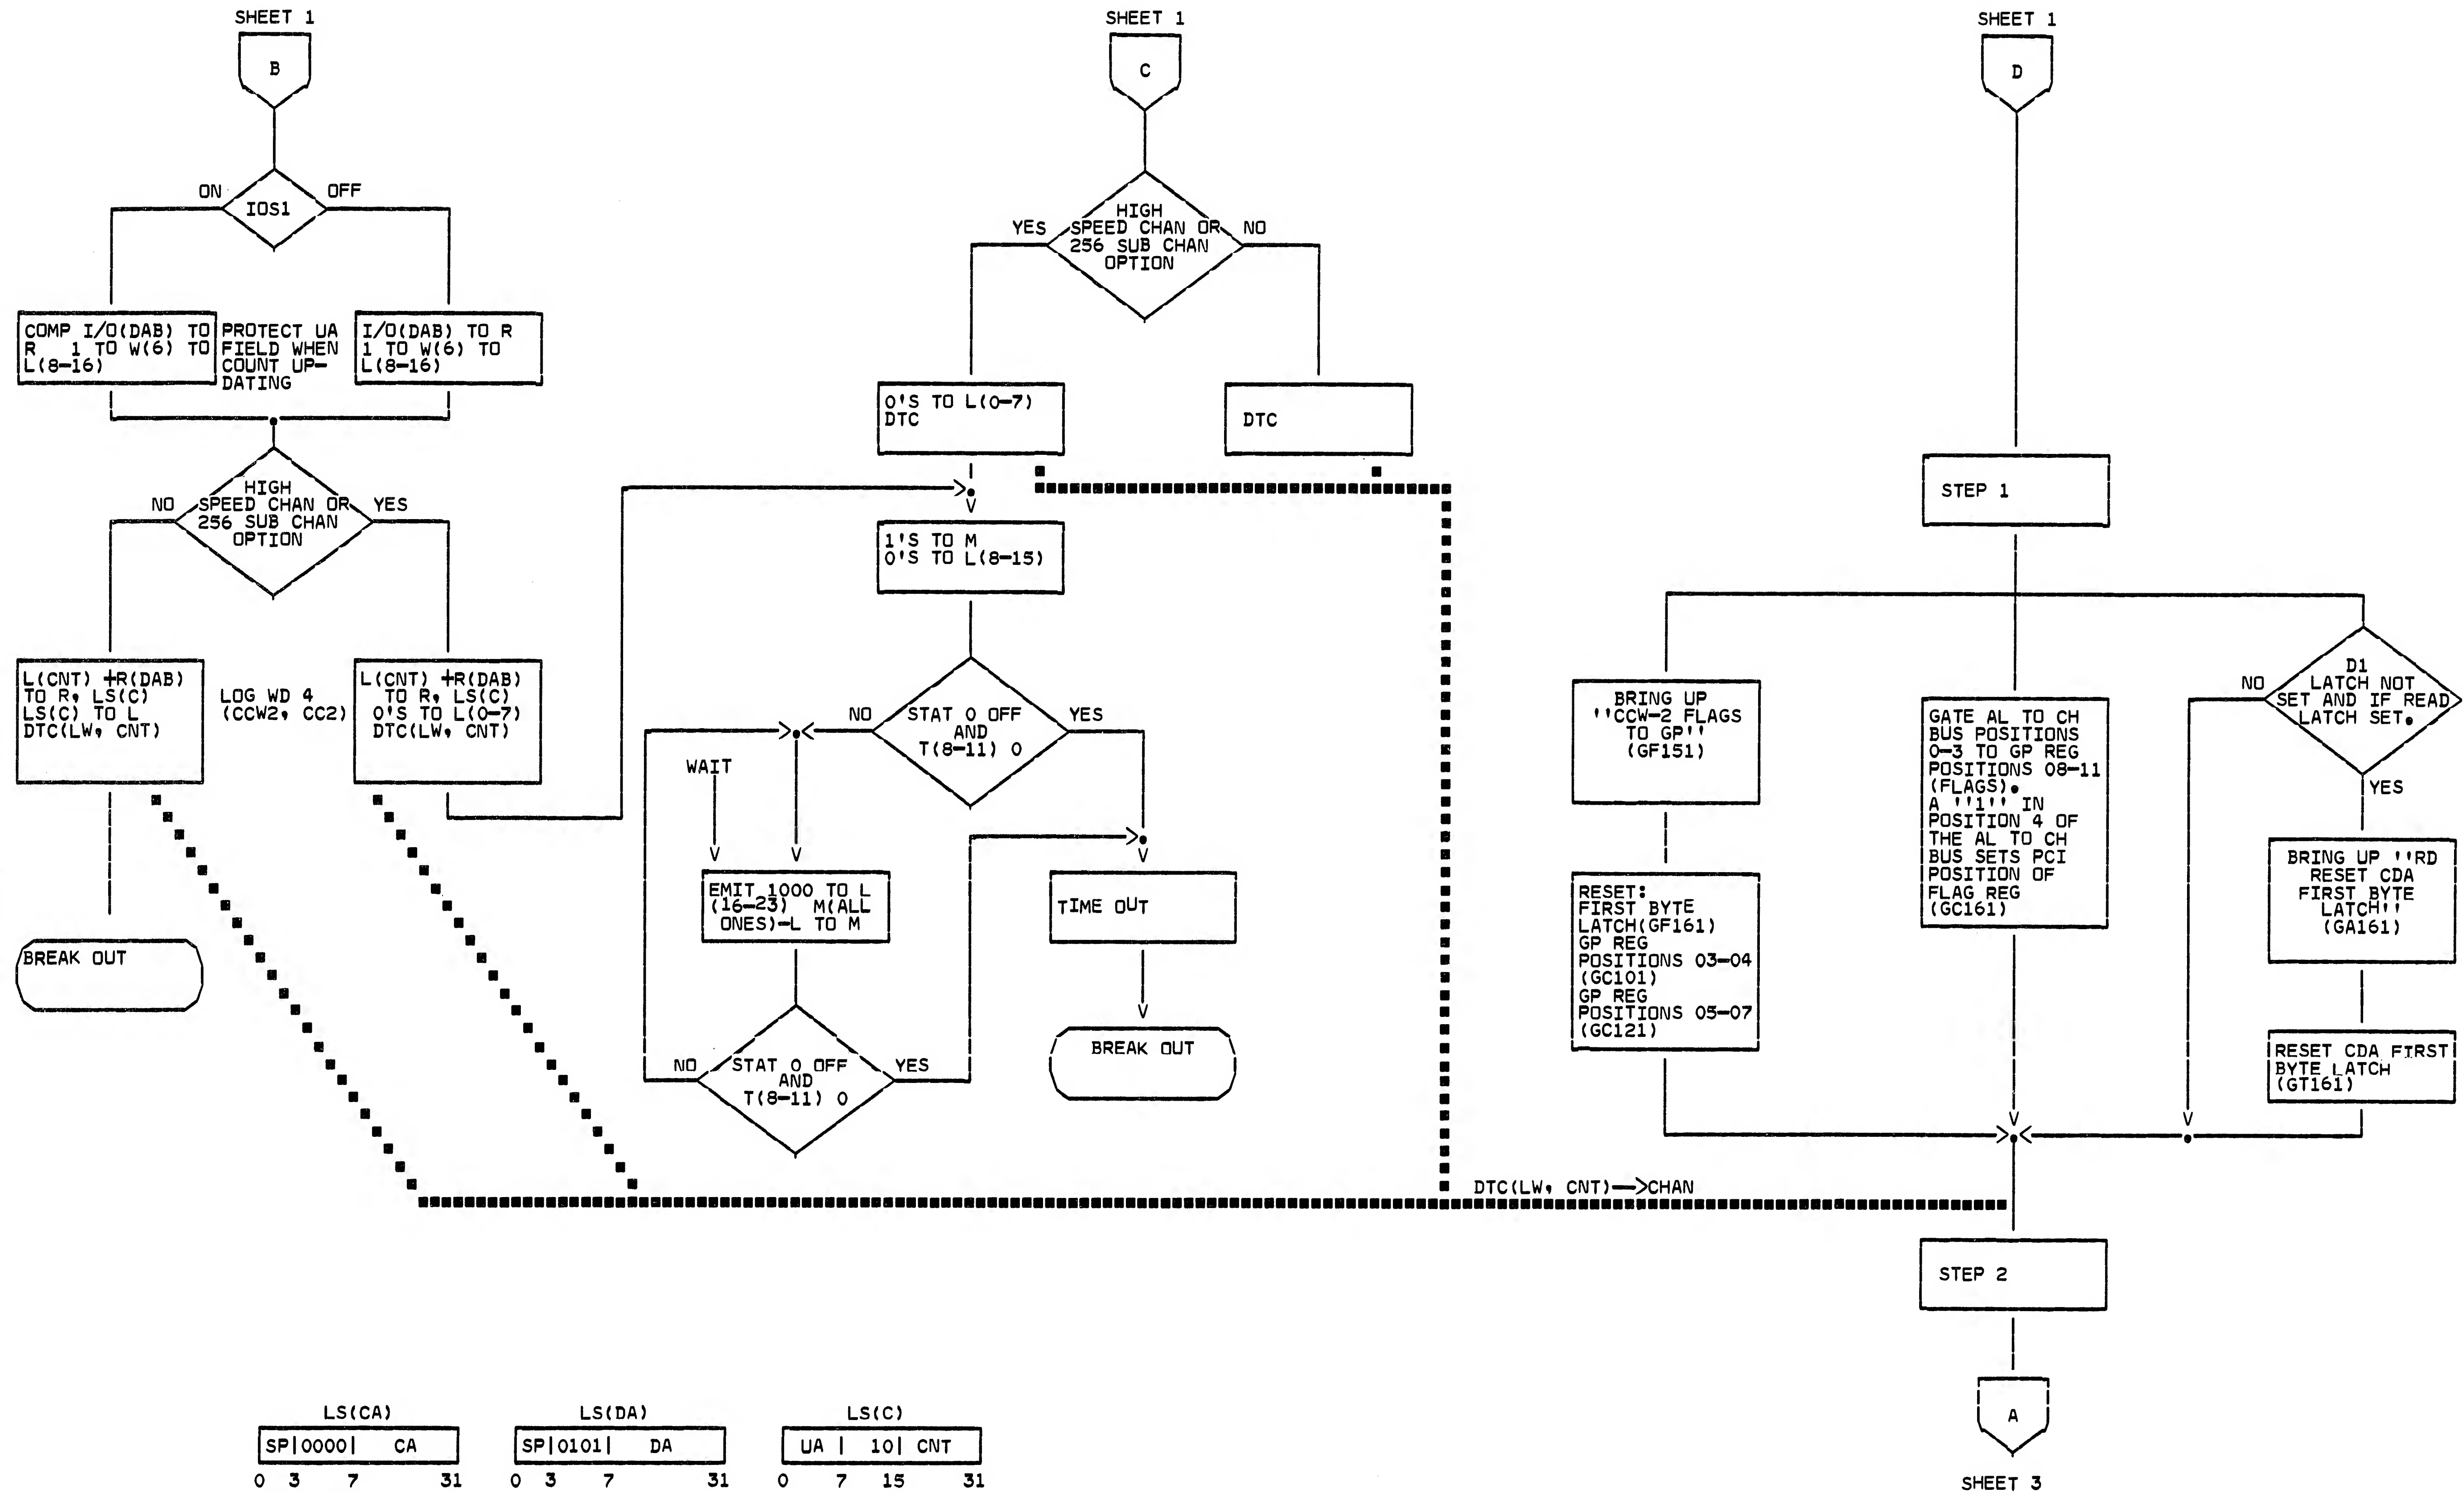 SHEET 1
B
ON
OFF
IOS1
COMP I/O(DAB) TO
R   1 TO W(6) TO
L(8-16)
PROTECT UA
FIELD WHEN
COUNT UP-
DATING
I/O(DAB) TO R
1 TO W(6) TO
L(8-16)
NO
YES
HIGH
SPEED CHAN OR
256 SUB CHAN
OPTION
L(CNT) +R(DAB)
TO R, LS(C)
LS(C) TO L
DTC(LW, CNT)
LOG WD 4
(CCW2, CC2)
L(CNT) +R(DAB)
TO R, LS(C)
0'S TO L(0-7)
DTC(LW, CNT)
BREAK OUT
SHEET 1
C
YES
NO
HIGH
SPEED CHAN OR
256 SUB CHAN
OPTION
0'S TO L(0-7)
DTC
DTC
1'S TO M
0'S TO L(8-15)
NO
YES
STAT 0 OFF
AND
T(8-11) 0
WAIT
EMIT 1000 TO L
(16-23)  M(ALL
ONES)-L TO M
TIME OUT
BREAK OUT
NO
YES
STAT 0 OFF
AND
T(8-11) 0
SHEET 1
D
STEP 1
BRING UP
''CCW-2 FLAGS
TO GP''
(GF151)
RESET:
FIRST BYTE
LATCH(GF161)
GP REG
POSITIONS 03-04
(GC101)
GP REG
POSITIONS 05-07
(GC121)
GATE AL TO CH
BUS POSITIONS
0-3 TO GP REG
POSITIONS 08-11
(FLAGS).
A ''1'' IN
POSITION 4 OF
THE AL TO CH
BUS SETS PCI
POSITION OF
FLAG REG
(GC161)
NO
D1
LATCH NOT
SET AND IF READ
LATCH SET.
YES
BRING UP ''RD
RESET CDA
FIRST BYTE
LATCH''
(GA161)
RESET CDA FIRST
BYTE LATCH
(GT161)
DTC(LW, CNT)—>CHAN
STEP 2
A
SHEET 3
LS(CA)
SP|0000|   CA
0  3    7         31
LS(DA)
SP|0101|   DA
0  3    7         31
LS(C)
UA |  10| CNT
0    7   15      31